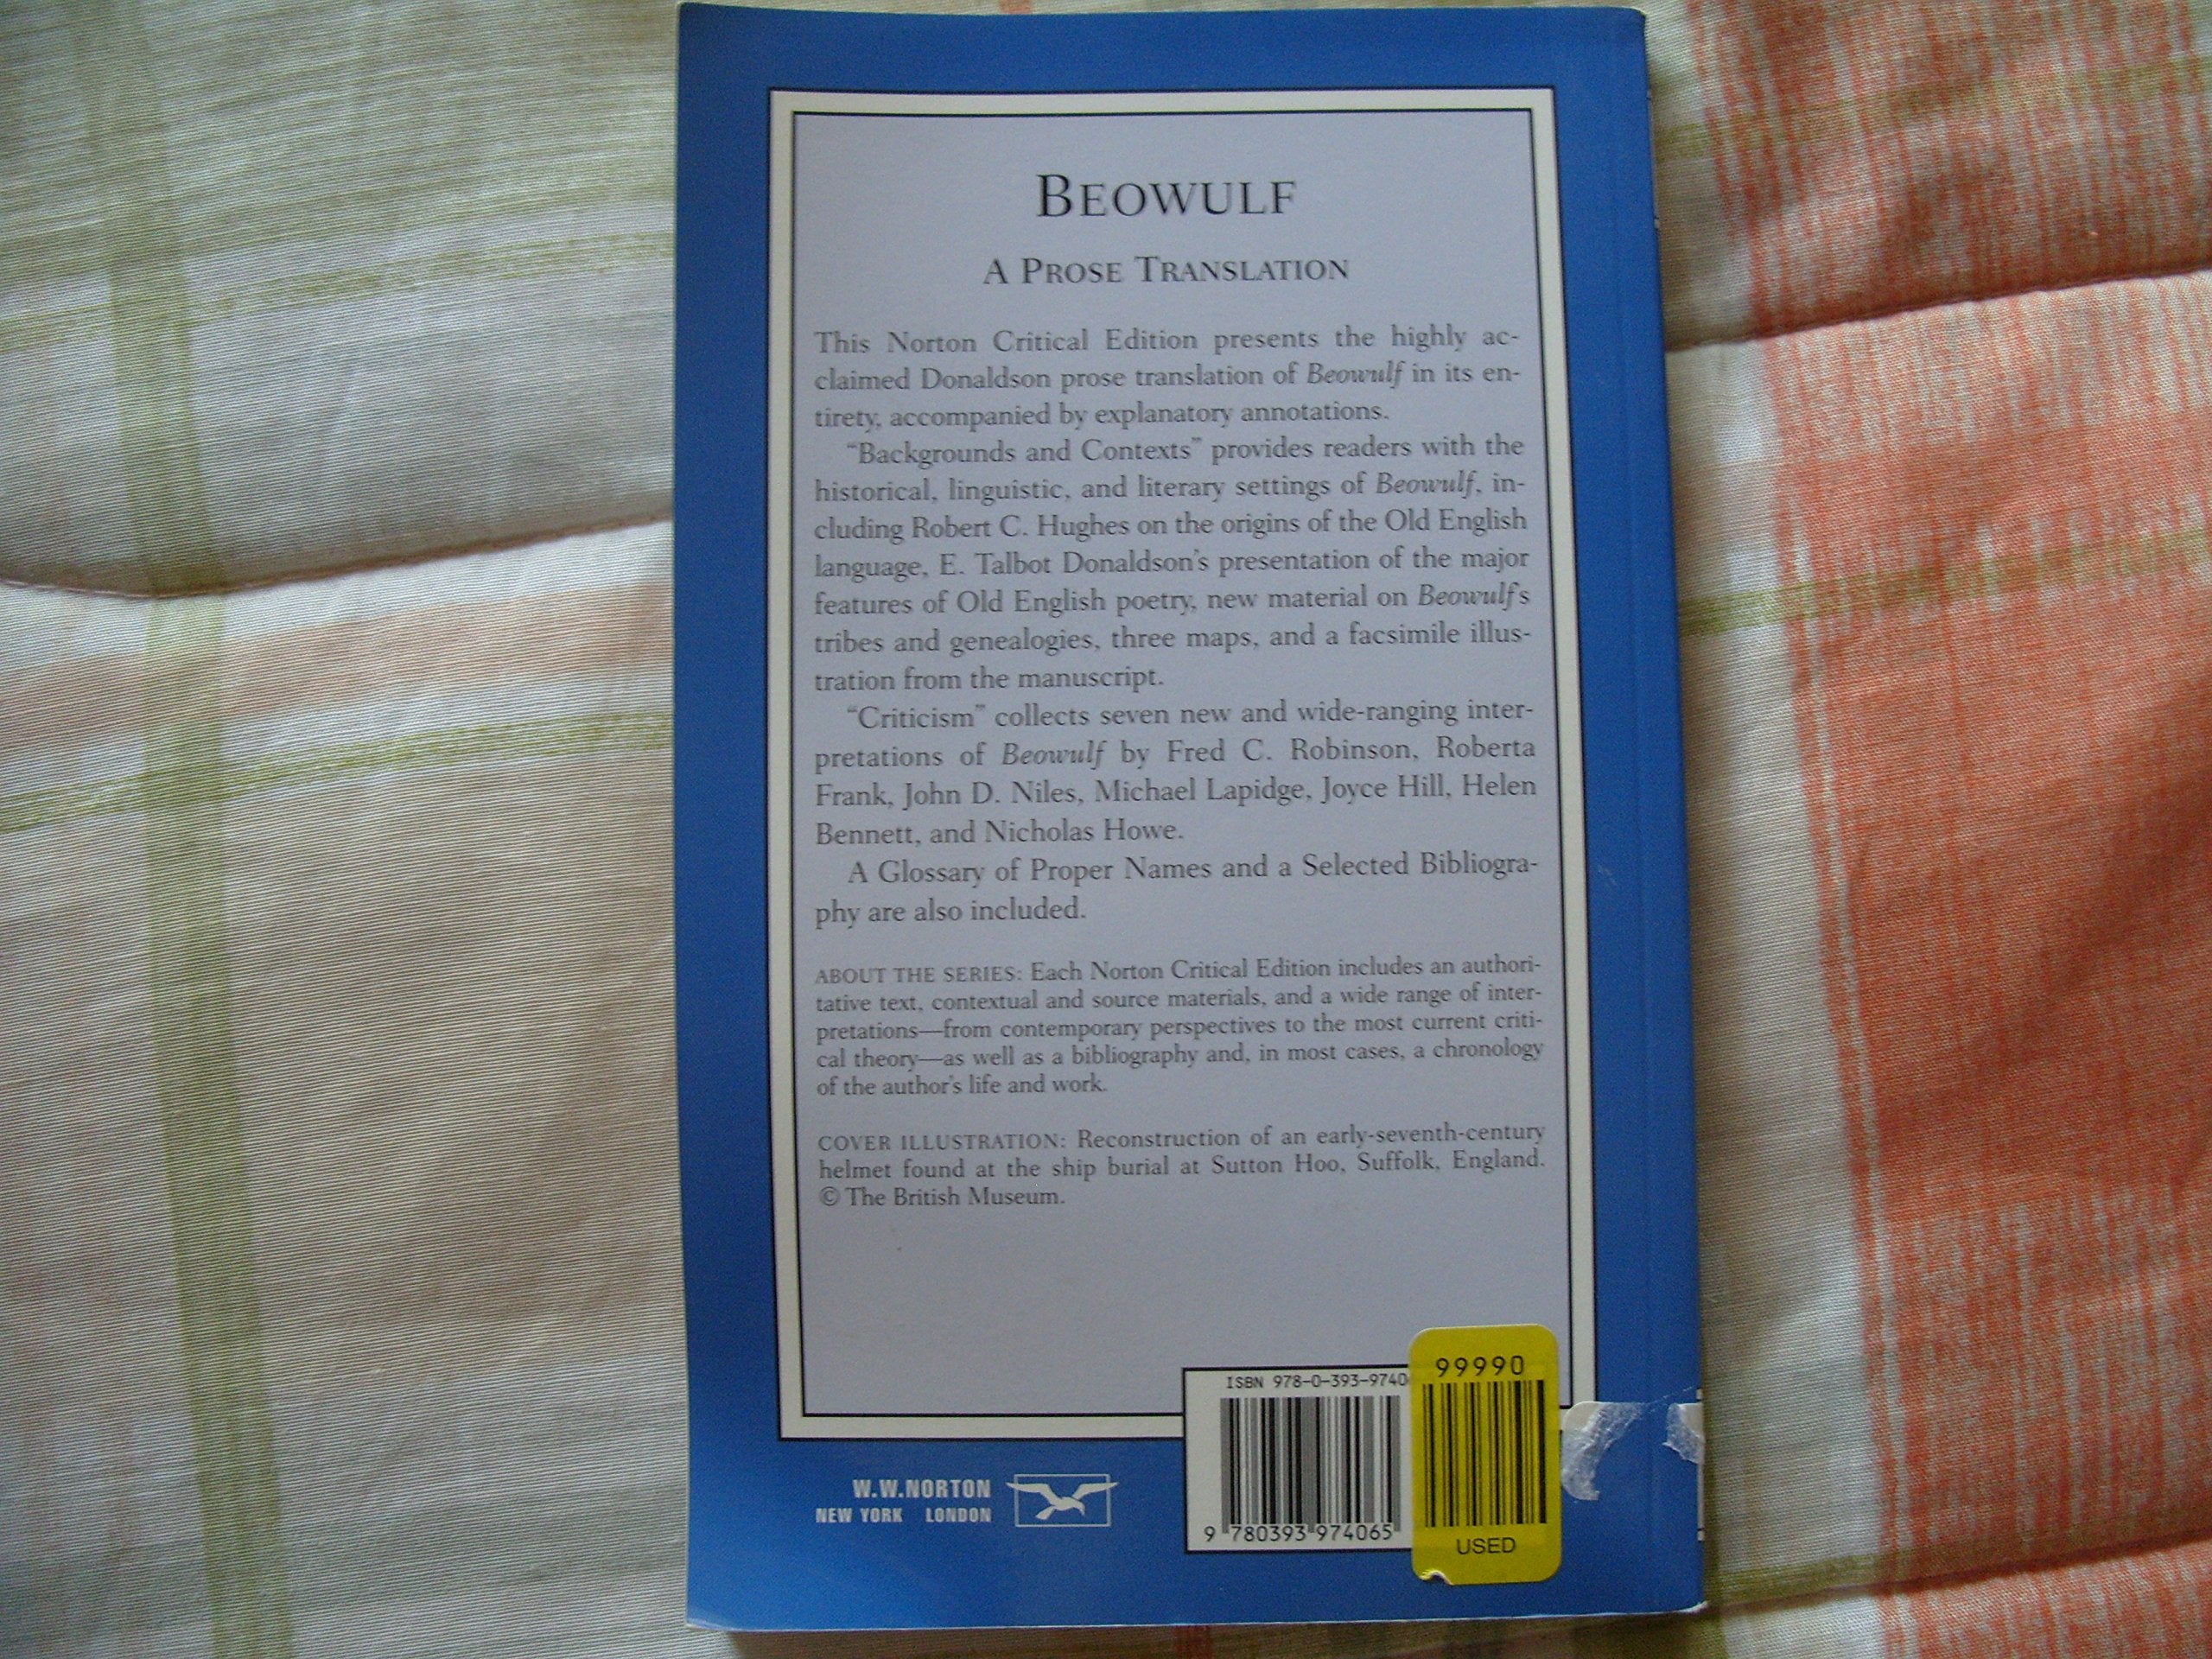 BEOWULF
A PROSE TRANSLATION
This Norton Critical Edition presents the highly ac-
claimed Donaldson prose translation of Beowulf in its en-
tirety, accompanied by explanatory annotations.
“Backgrounds and Contexts” provides readers with the
historical, linguistic, and literary settings of Beowulf, in-
cluding Robert C. Hughes on the origins of the Old English
language, E. Talbot Donaldson's presentation of the major
features of Old English poetry, new material on Beowulf's
tribes and genealogies, three maps, and a facsimile illus-
tration from the manuscript.
“Criticism” collects seven new and wide-ranging inter-
pretations of Beowulf by Fred C. Robinson, Roberta
Frank, John D. Niles, Michael Lapidge, Joyce Hill, Helen
Bennett, and Nicholas Howe.
A Glossary of Proper Names and a Selected Bibliogra-
phy are also included.
ABOUT THE SERIES: Each Norton Critical Edition includes an authori-
tative text, contextual and source materials, and a wide range of inter-
pretations—from contemporary perspectives to the most current criti-
cal theory—as well as a bibliography and, in most cases, a chronology
of the author's life and work.
COVER ILLUSTRATION: Reconstruction of an early-seventh-century
helmet found at the ship burial at Sutton Hoo, Suffolk, England.
© The British Museum.
ISBN 978-0-393-9740
99990
9 780393 974065
USED
W.W.NORTON
NEW YORK LONDON